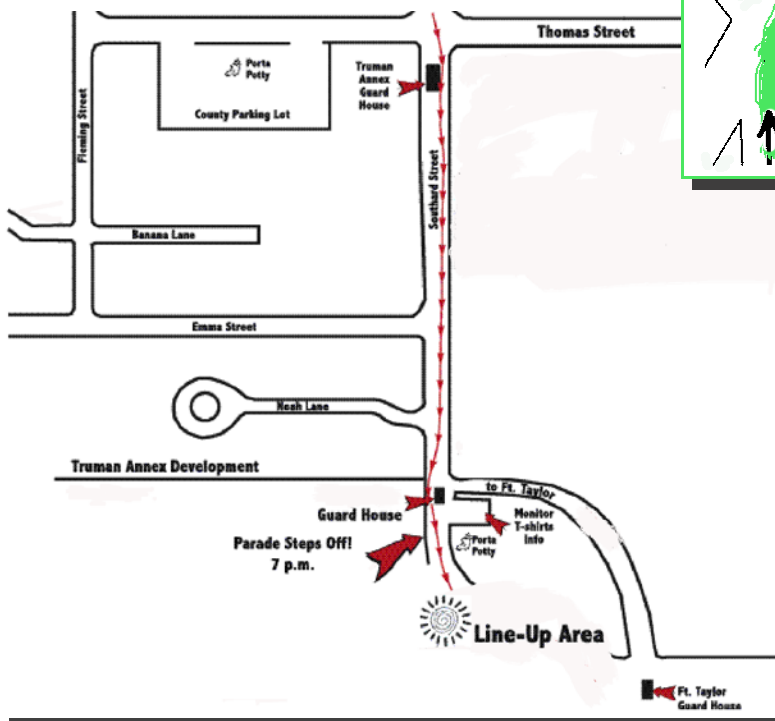 Thomas Street
Porta
Potty
Truman
Annex
Guard
House
County Parking Lot
Fleming Street
Southard Street
Banana Lane
Emma Street
Noah Lane
Truman Annex Development
to Ft. Taylor
Guard House
Monitor
T-shirts
Info
Parade Steps Off!
7 p.m.
Porta
Potty
Line-Up Area
Ft. Taylor
Guard House